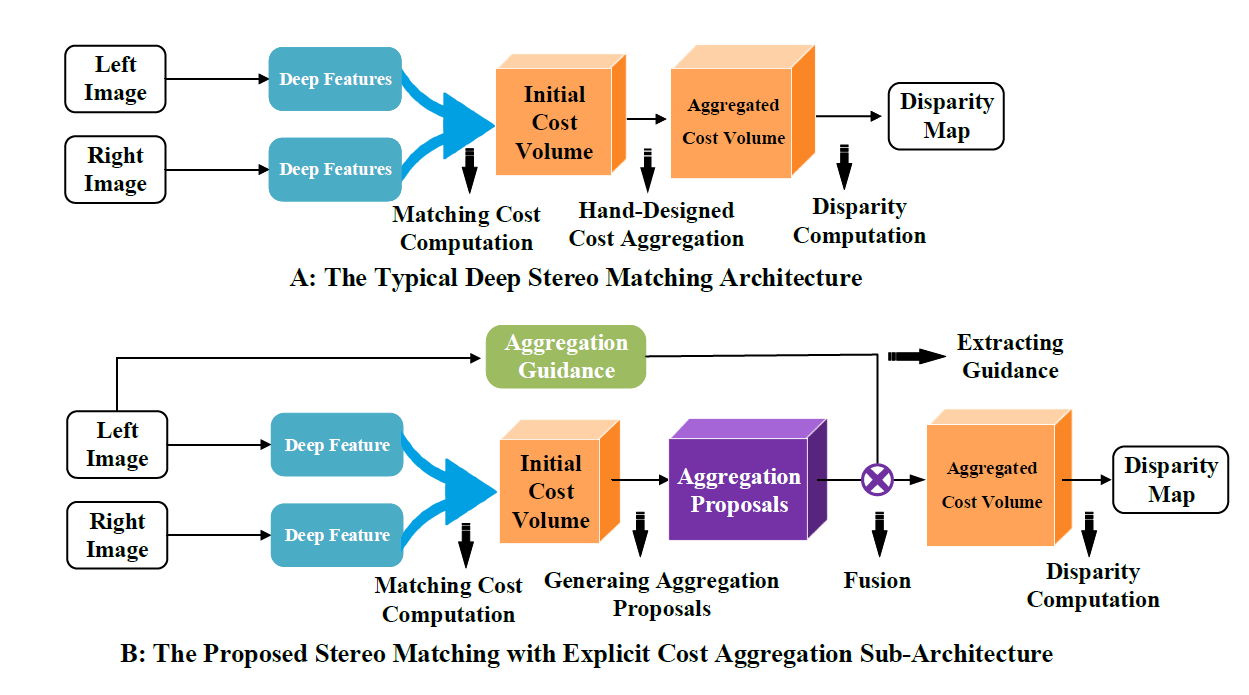 Left
Image
Deep Features
Right
Image
Deep Features
Initial
Cost
Volume
Aggregated
Cost Volume
Disparity
Map
Matching Cost
Computation
Hand-Designed
Cost Aggregation
Disparity
Computation
A: The Typical Deep Stereo Matching Architecture
Aggregation
Guidance
Extracting
Guidance
Left
Image
Deep Feature
Right
Image
Deep Feature
Initial
Cost
Volume
Aggregation
Proposals
Aggregated
Cost Volume
Disparity
Map
Matching Cost
Computation
Generaing Aggregation
Proposals
Fusion
Disparity
Computation
B: The Proposed Stereo Matching with Explicit Cost Aggregation Sub-Architecture